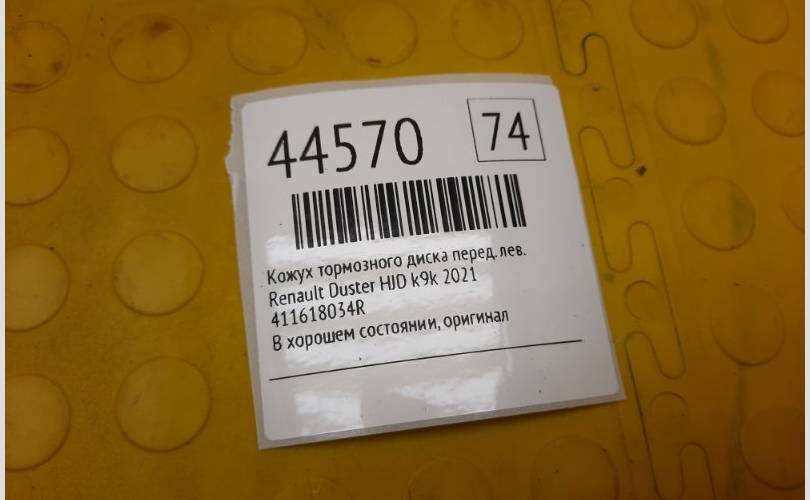 44570
74
Кожух тормозного диска перед. лев.
Renault Duster HJD k9k 2021
411618034R
В хорошем состоянии, оригинал